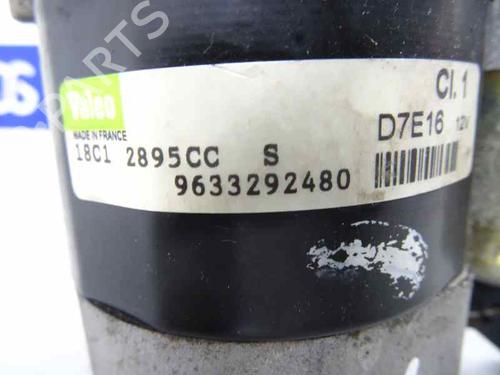 Valeo
MADE IN FRANCE
Cl. 1
D7E16 12V
18C1 2895CC S
9633292480